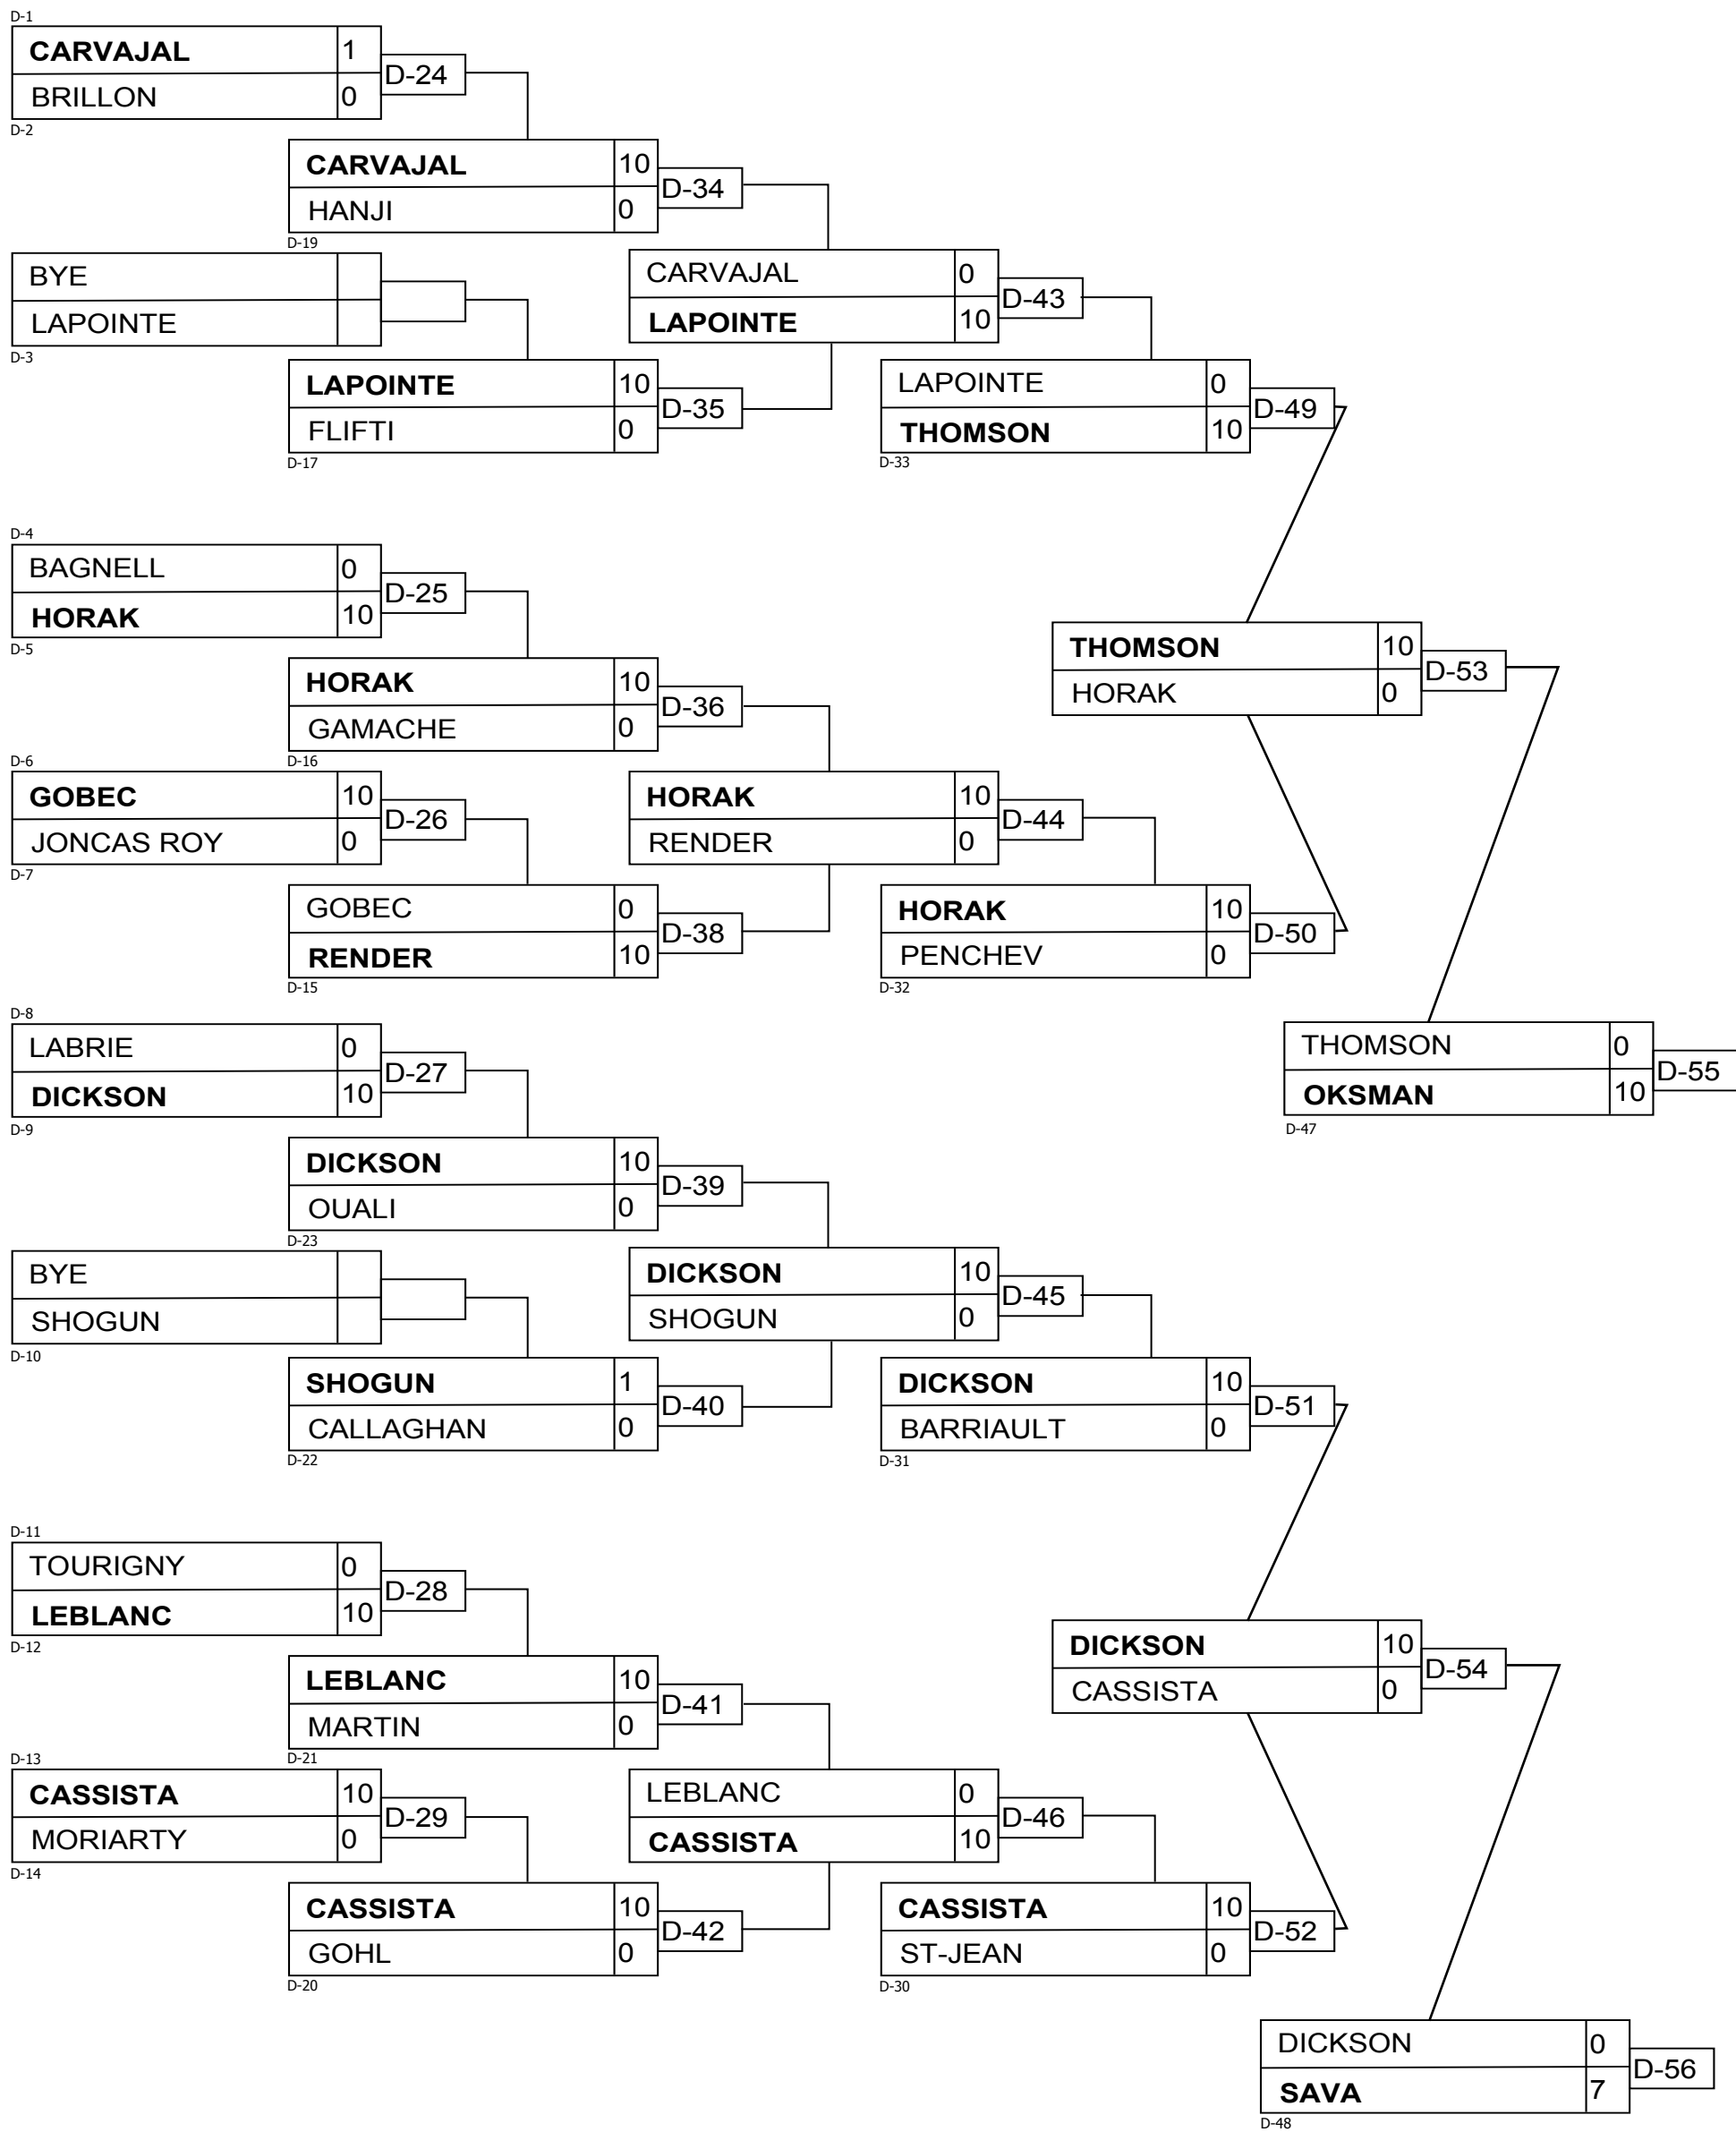 D-1
CARVAJAL 1
D-24
BRILLON 0
D-2
CARVAJAL 10
D-34
HANJI 0
D-19
BYE
LAPOINTE
D-3
CARVAJAL 0
D-43
LAPOINTE 10
LAPOINTE 10
D-35
FLIFTI 0
D-17
LAPOINTE 0
D-49
THOMSON 10
D-33
D-4
BAGNELL 0
D-25
HORAK 10
D-5
THOMSON 10
D-53
HORAK 0
HORAK 10
D-36
GAMACHE 0
D-16
D-6
GOBEC 10
D-26
JONCAS ROY 0
D-7
HORAK 10
D-44
RENDER 0
GOBEC 0
D-38
RENDER 10
D-15
HORAK 10
D-50
PENCHEV 0
D-32
D-8
LABRIE 0
D-27
DICKSON 10
D-9
THOMSON 0
D-55
OKSMAN 10
D-47
DICKSON 10
D-39
OUALI 0
D-23
BYE
SHOGUN
D-10
DICKSON 10
D-45
SHOGUN 0
SHOGUN 1
D-40
CALLAGHAN 0
D-22
DICKSON 10
D-51
BARRIAULT 0
D-31
D-11
TOURIGNY 0
D-28
LEBLANC 10
D-12
DICKSON 10
D-54
CASSISTA 0
LEBLANC 10
D-41
MARTIN 0
D-21
D-13
CASSISTA 10
D-29
MORIARTY 0
D-14
LEBLANC 0
D-46
CASSISTA 10
CASSISTA 10
D-42
GOHL 0
D-20
CASSISTA 10
D-52
ST-JEAN 0
D-30
DICKSON 0
D-56
SAVA 7
D-48